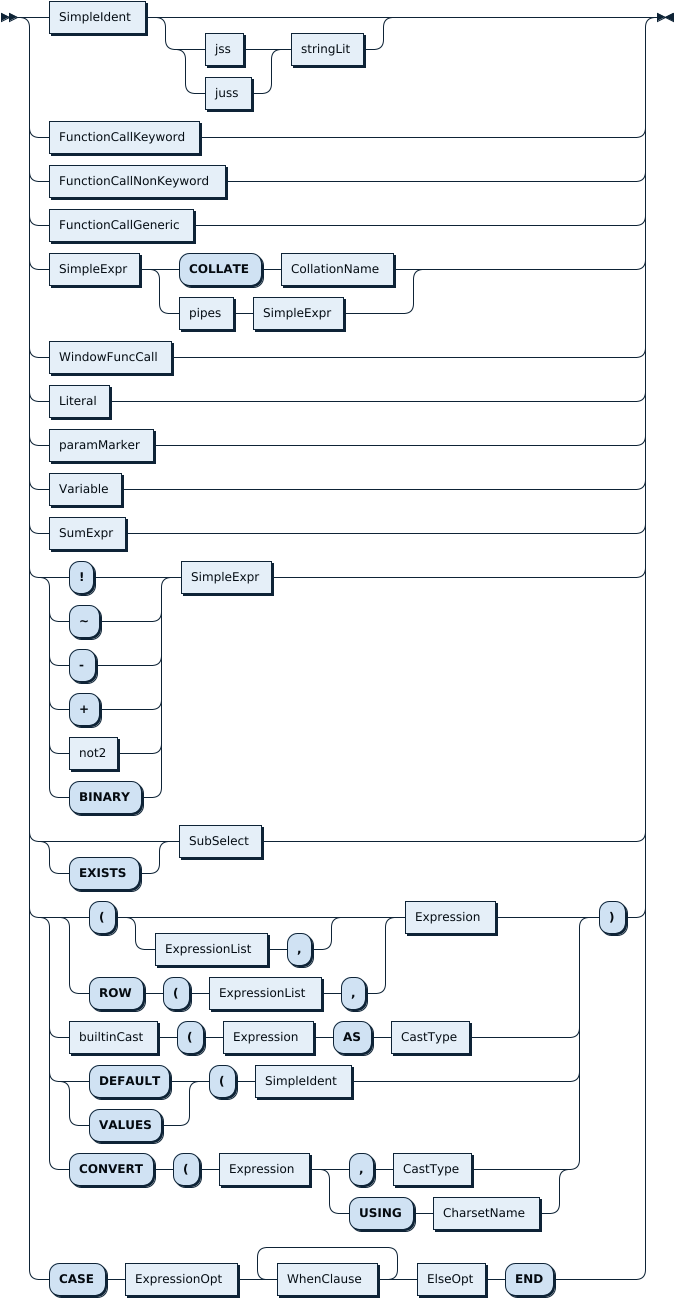 SimpleIdent
jss stringLit
juss
FunctionCallKeyword
FunctionCallNonKeyword
FunctionCallGeneric
SimpleExpr COLLATE CollationName
pipes SimpleExpr
WindowFuncCall
Literal
paramMarker
Variable
SumExpr
! SimpleExpr
~
-
+
not2
BINARY
SubSelect
EXISTS
( Expression )
ExpressionList ,
ROW ( ExpressionList ,
builtinCast ( Expression AS CastType
DEFAULT ( SimpleIdent
VALUES
CONVERT ( Expression , CastType
USING CharsetName
CASE ExpressionOpt WhenClause ElseOpt END